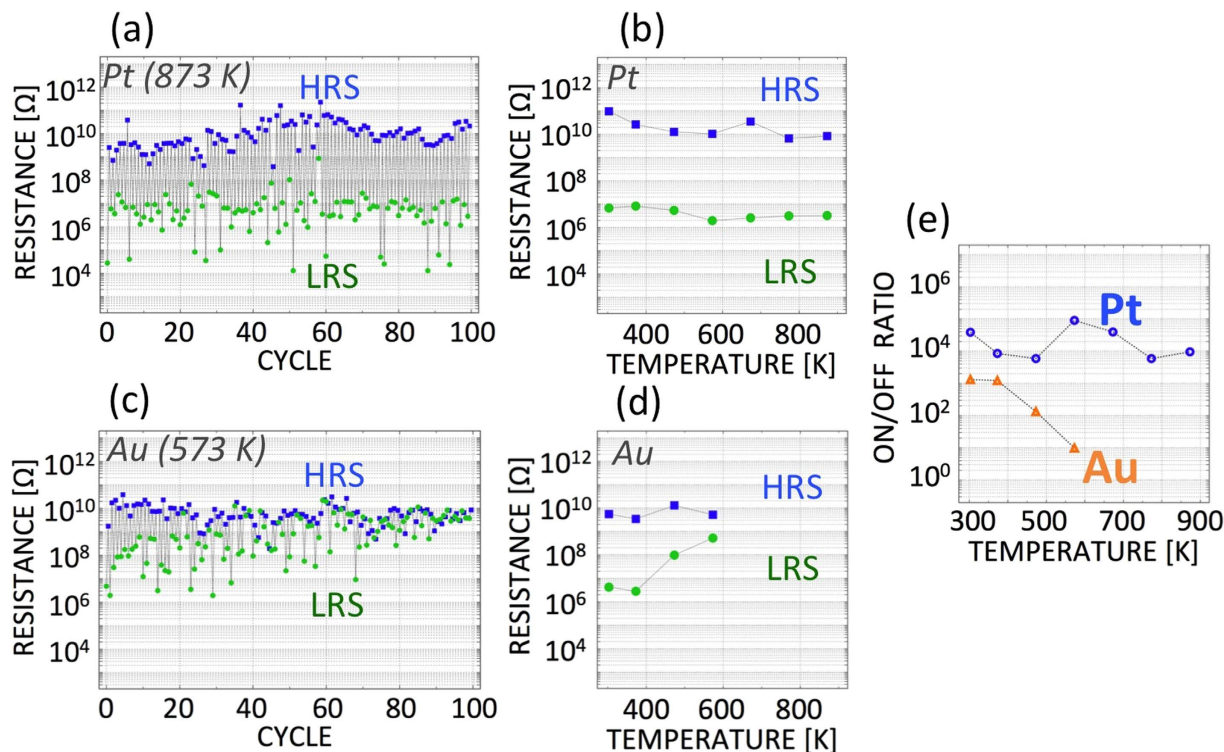 (a)
Pt (873 K)
HRS
LRS
RESISTANCE [Ω]
10¹²
10¹⁰
10⁸
10⁶
10⁴
0 20 40 60 80 100
CYCLE
(b)
Pt
HRS
LRS
RESISTANCE [Ω]
10¹²
10¹⁰
10⁸
10⁶
10⁴
400 600 800
TEMPERATURE [K]
(c)
Au (573 K)
HRS
LRS
RESISTANCE [Ω]
10¹²
10¹⁰
10⁸
10⁶
10⁴
0 20 40 60 80 100
CYCLE
(d)
Au
HRS
LRS
RESISTANCE [Ω]
10¹²
10¹⁰
10⁸
10⁶
10⁴
400 600 800
TEMPERATURE [K]
(e)
Pt
Au
ON/OFF RATIO
10⁶
10⁴
10²
10⁰
300 500 700 900
TEMPERATURE [K]